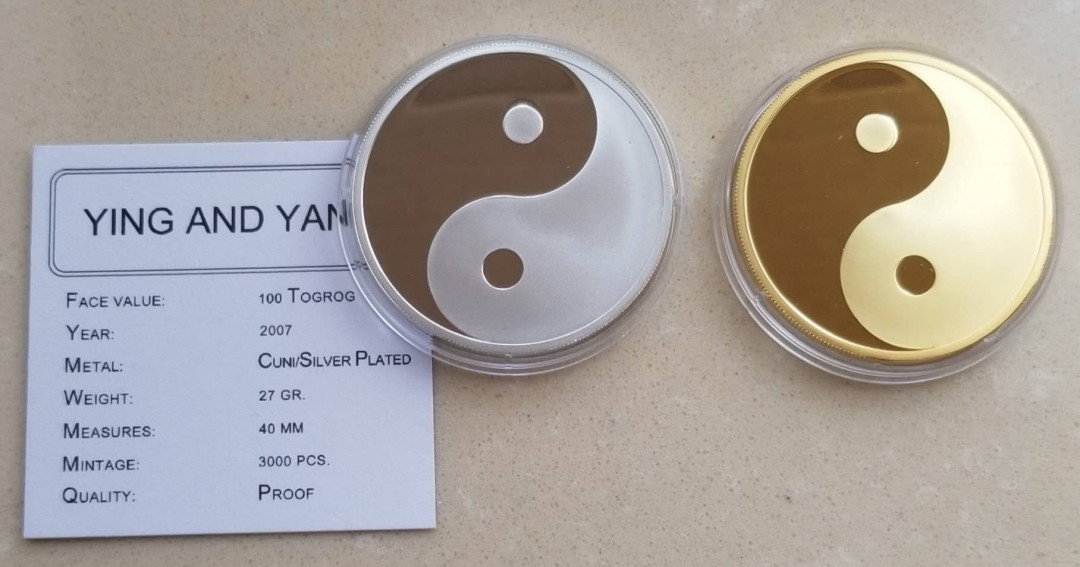 YING AND YAN
FACE VALUE: 100 TOGROG
YEAR: 2007
METAL: CUNI/SILVER PLATED
WEIGHT: 27 GR.
MEASURES: 40 MM
MINTAGE: 3000 PCS.
QUALITY: PROOF